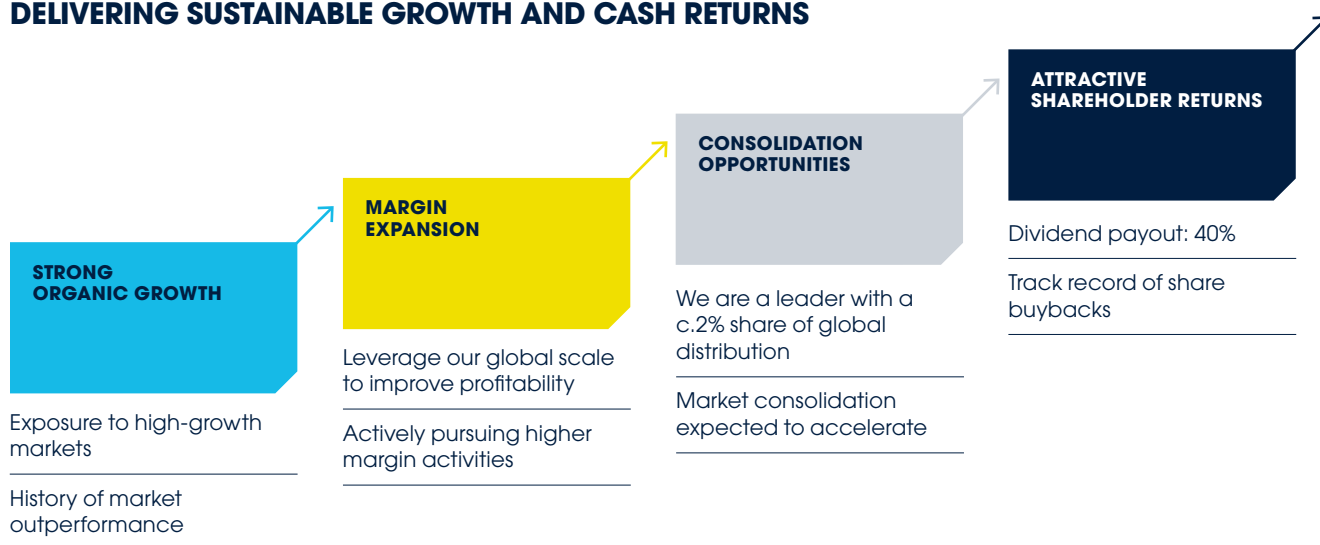 DELIVERING SUSTAINABLE GROWTH AND CASH RETURNS
STRONG
ORGANIC GROWTH
Exposure to high-growth
markets
History of market
outperformance
MARGIN
EXPANSION
Leverage our global scale
to improve profitability
Actively pursuing higher
margin activities
CONSOLIDATION
OPPORTUNITIES
We are a leader with a
c.2% share of global
distribution
Market consolidation
expected to accelerate
ATTRACTIVE
SHAREHOLDER RETURNS
Dividend payout: 40%
Track record of share
buybacks